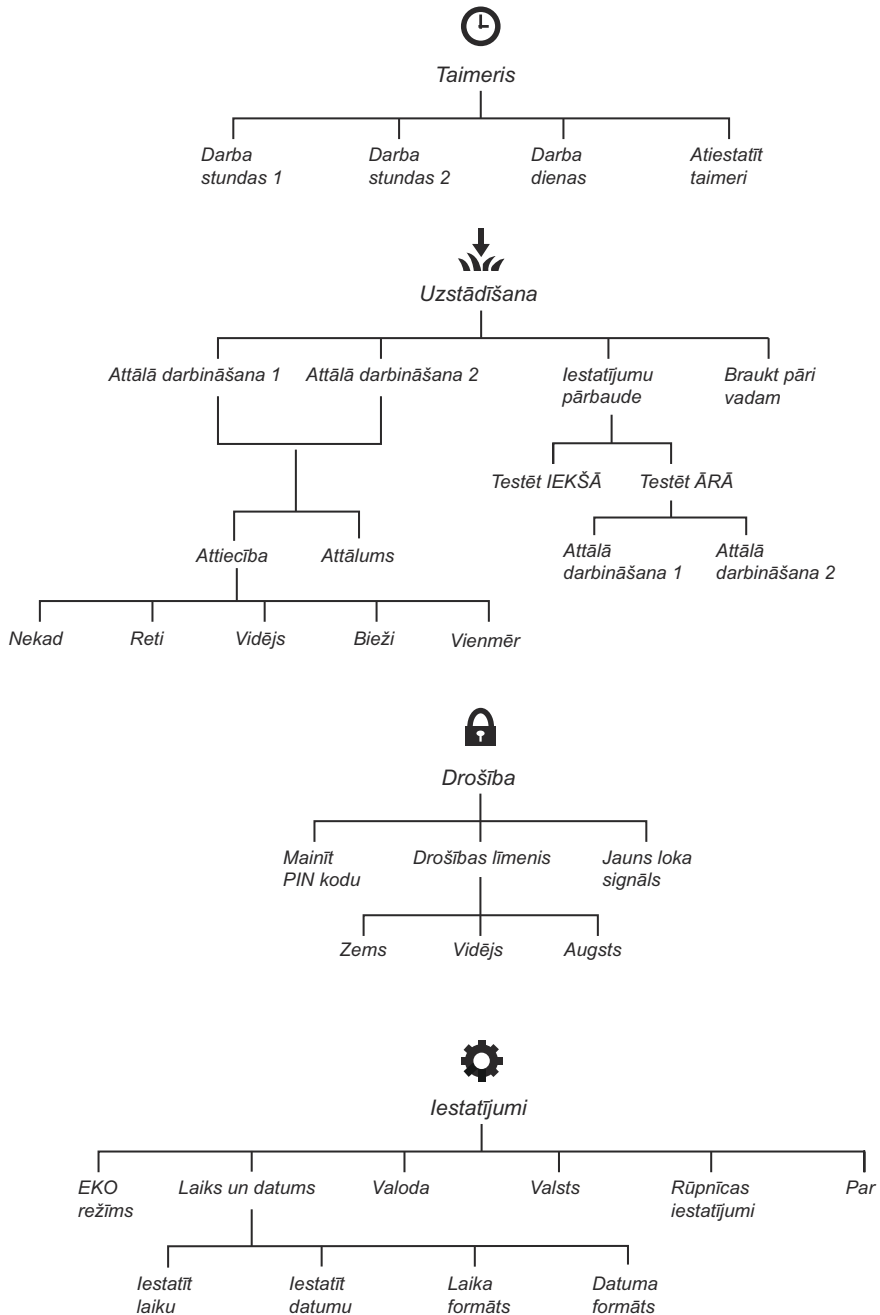 Taimeris
Darba
stundas 1
Darba
stundas 2
Darba
dienas
Atiestatīt
taimeri
Uzstādīšana
Attālā darbināšana 1
Attālā darbināšana 2
Iestatījumu
pārbaude
Braukt pāri
vadam
Testēt IEKŠĀ
Testēt ĀRĀ
Attiecība
Attālums
Attālā
darbināšana 1
Attālā
darbināšana 2
Nekad
Reti
Vidējs
Bieži
Vienmēr
Drošība
Mainīt
PIN kodu
Drošības līmenis
Jauns loka
signāls
Zems
Vidējs
Augsts
Iestatījumi
EKO
režīms
Laiks un datums
Valoda
Valsts
Rūpnīcas
iestatījumi
Par
Iestatīt
laiku
Iestatīt
datumu
Laika
formāts
Datuma
formāts